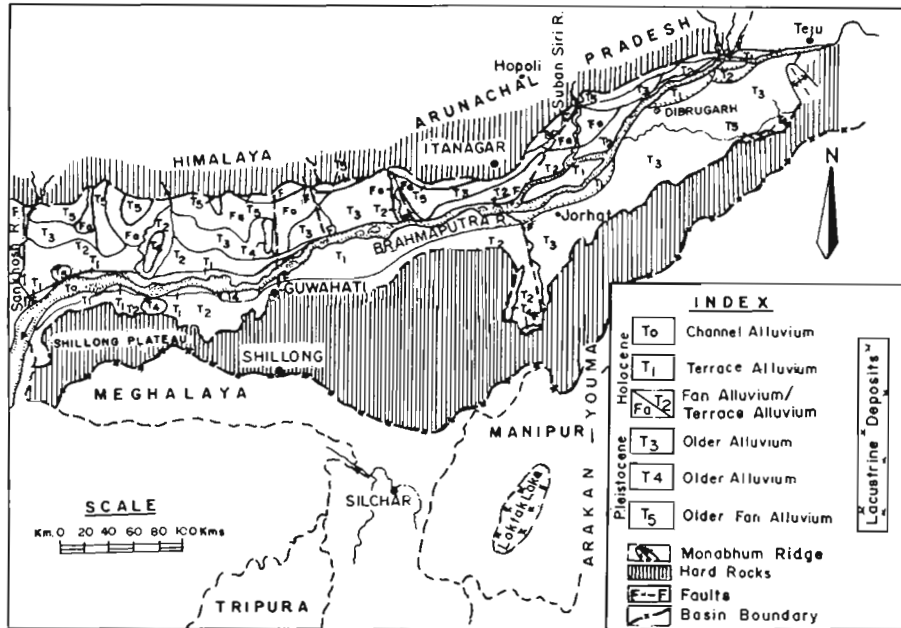 Teju
PRADESH
Suban Siri R.
Hopoli
ARUNACHAL
ITANAGAR
HIMALAYA
DIBRUGARH
Jorhat
BRAHMAPUTRA R.
Sankhosh R.
GUWAHATI
SHILLONG PLATEAU
SHILLONG
MEGHALAYA
MANIPUR
ARAKAN YOUMA
Loktak Lake
SILCHAR
TRIPURA
N
SCALE
Km. 0 20 40 60 80 100 Kms
INDEX
Holocene
To Channel Alluvium
T1 Terrace Alluvium
Fa T2 Fan Alluvium/
Terrace Alluvium
Pleistocene
T3 Older Alluvium
T4 Older Alluvium
T5 Older Fan Alluvium
Lacustrine Deposits
Monabhum Ridge
Hard Rocks
F--F Faults
Basin Boundary